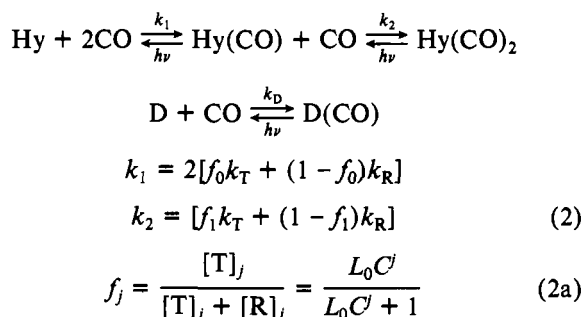 Hy + 2CO ⇌ Hy(CO) + CO ⇌ Hy(CO)₂
k₁ hν k₂ hν
D + CO ⇌ D(CO)
k_D hν
k₁ = 2[f₀k_T + (1 − f₀)k_R]
k₂ = [f₁k_T + (1 − f₁)k_R] (2)
f_j = [T]_j / ([T]_j + [R]_j) = L₀C^j / (L₀C^j + 1) (2a)